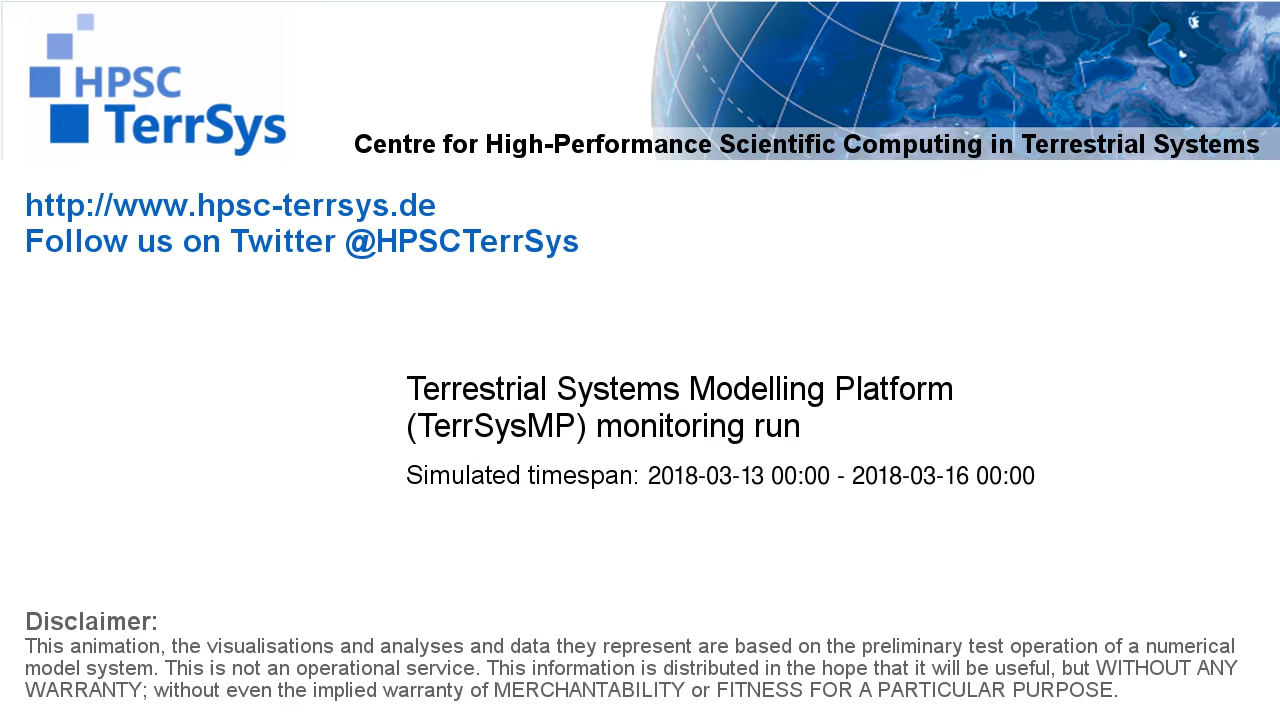 HPSC
TerrSys
Centre for High-Performance Scientific Computing in Terrestrial Systems
http://www.hpsc-terrsys.de
Follow us on Twitter @HPSCTerrSys
Terrestrial Systems Modelling Platform
(TerrSysMP) monitoring run
Simulated timespan: 2018-03-13 00:00 - 2018-03-16 00:00
Disclaimer:
This animation, the visualisations and analyses and data they represent are based on the preliminary test operation of a numerical
model system. This is not an operational service. This information is distributed in the hope that it will be useful, but WITHOUT ANY
WARRANTY; without even the implied warranty of MERCHANTABILITY or FITNESS FOR A PARTICULAR PURPOSE.